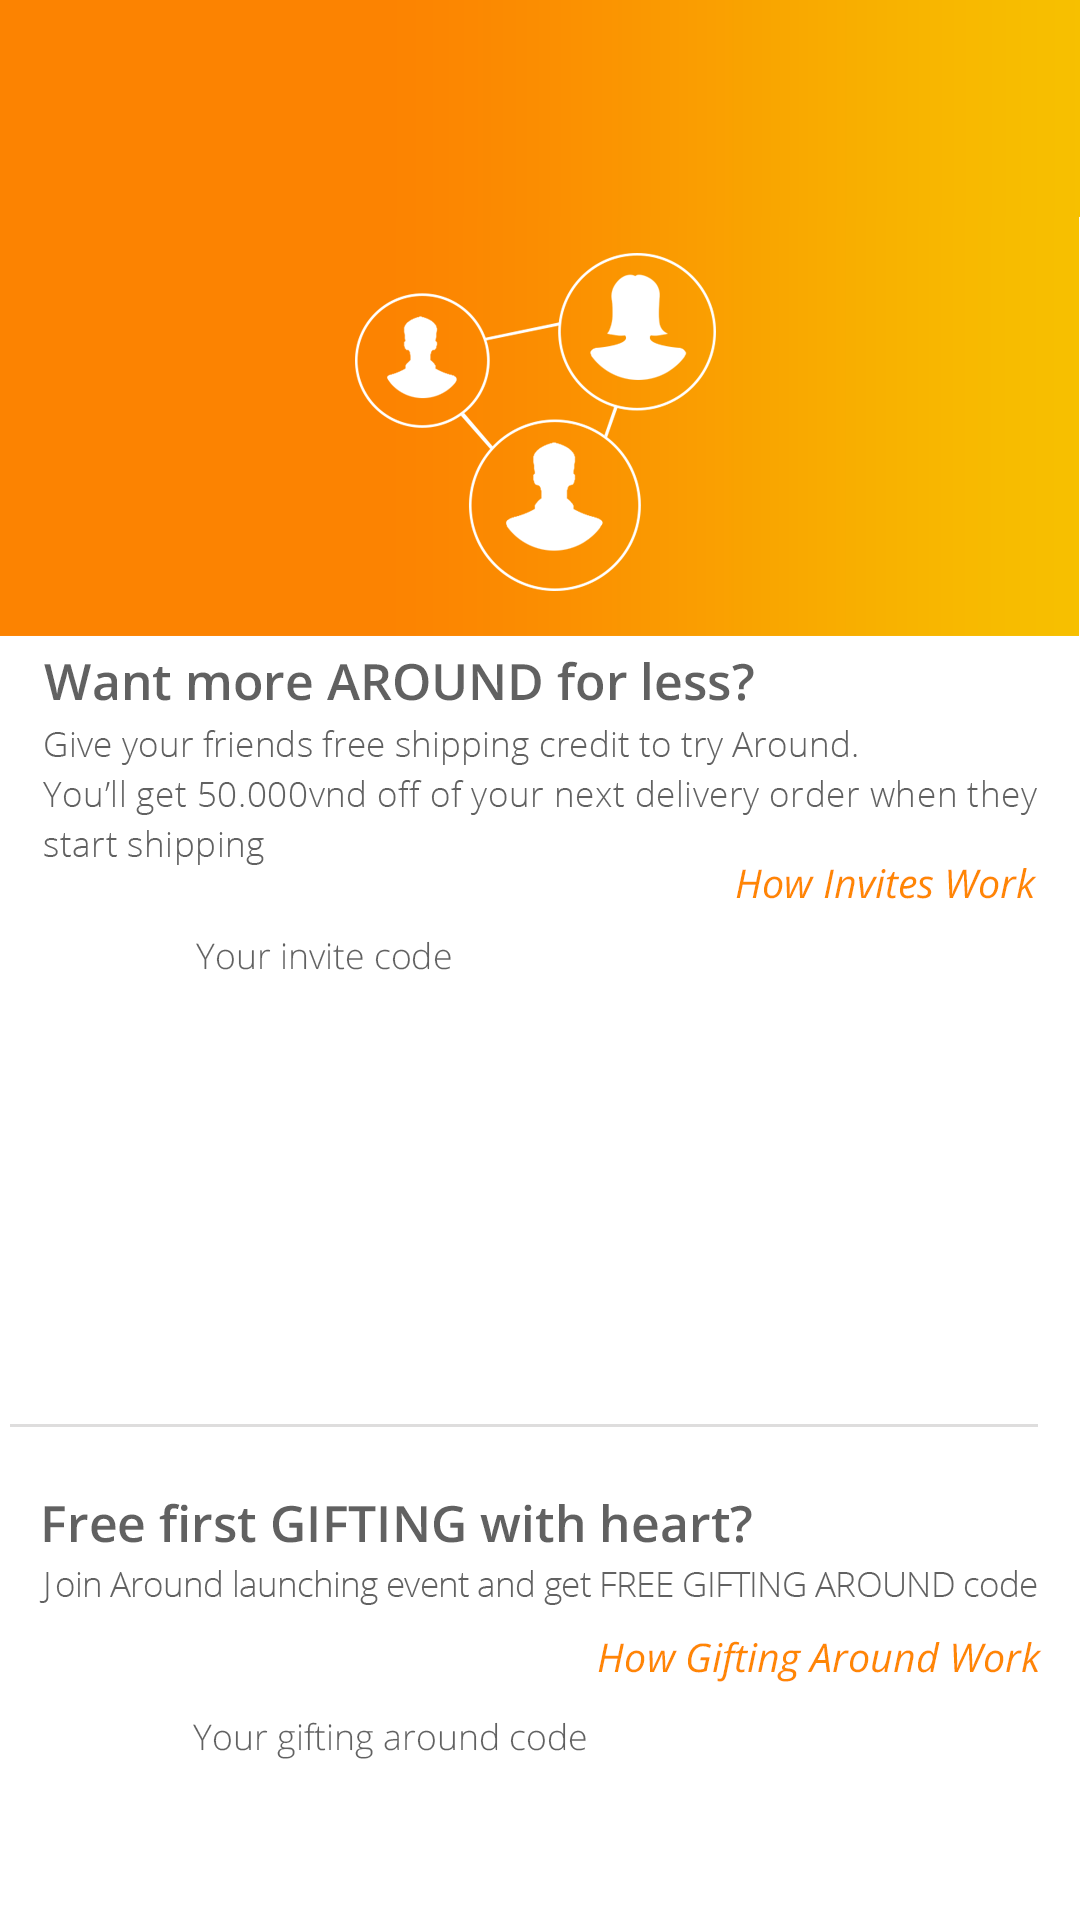 Want more AROUND for less?
Give your friends free shipping credit to try Around.
You’ll get 50.000vnd off of your next delivery order when they
start shipping
How Invites Work
Your invite code
Free first GIFTING with heart?
Join Around launching event and get FREE GIFTING AROUND code
How Gifting Around Work
Your gifting around code